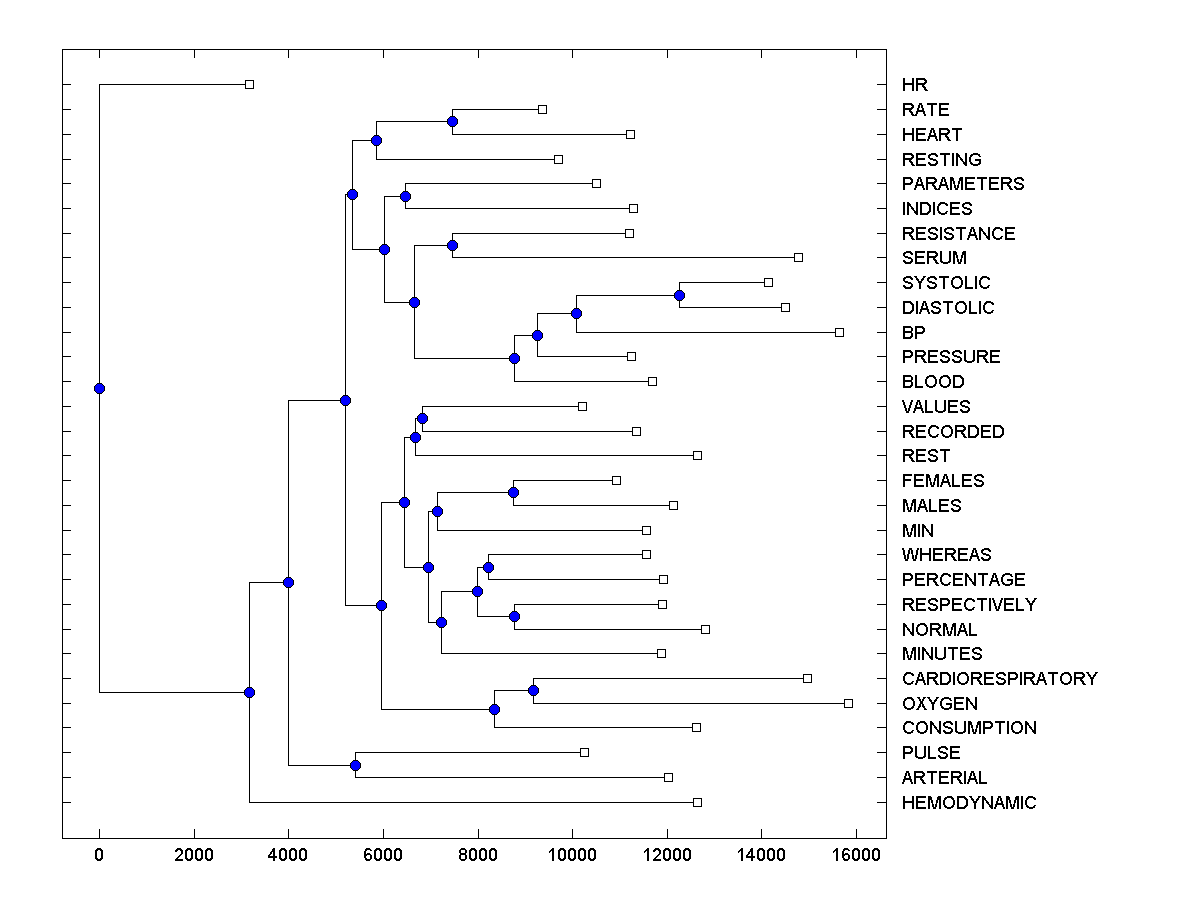 HR
RATE
HEART
RESTING
PARAMETERS
INDICES
RESISTANCE
SERUM
SYSTOLIC
DIASTOLIC
BP
PRESSURE
BLOOD
VALUES
RECORDED
REST
FEMALES
MALES
MIN
WHEREAS
PERCENTAGE
RESPECTIVELY
NORMAL
MINUTES
CARDIORESPIRATORY
OXYGEN
CONSUMPTION
PULSE
ARTERIAL
HEMODYNAMIC
0 2000 4000 6000 8000 10000 12000 14000 16000